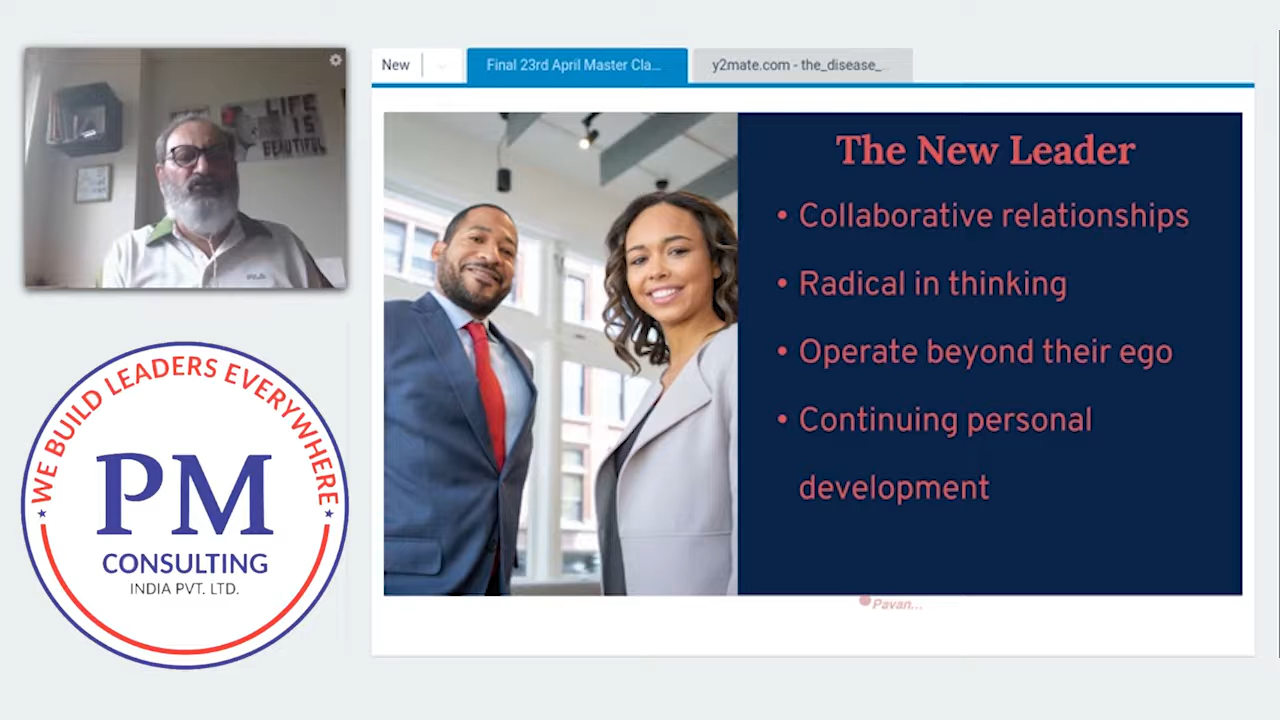 LIFE
IS
BEAUTIFUL
FILA
WE BUILD LEADERS EVERYWHERE
PM
CONSULTING
INDIA PVT. LTD.
New
Final 23rd April Master Cla...
y2mate.com - the_disease_...
The New Leader
• Collaborative relationships
• Radical in thinking
• Operate beyond their ego
• Continuing personal
development
Pavan...